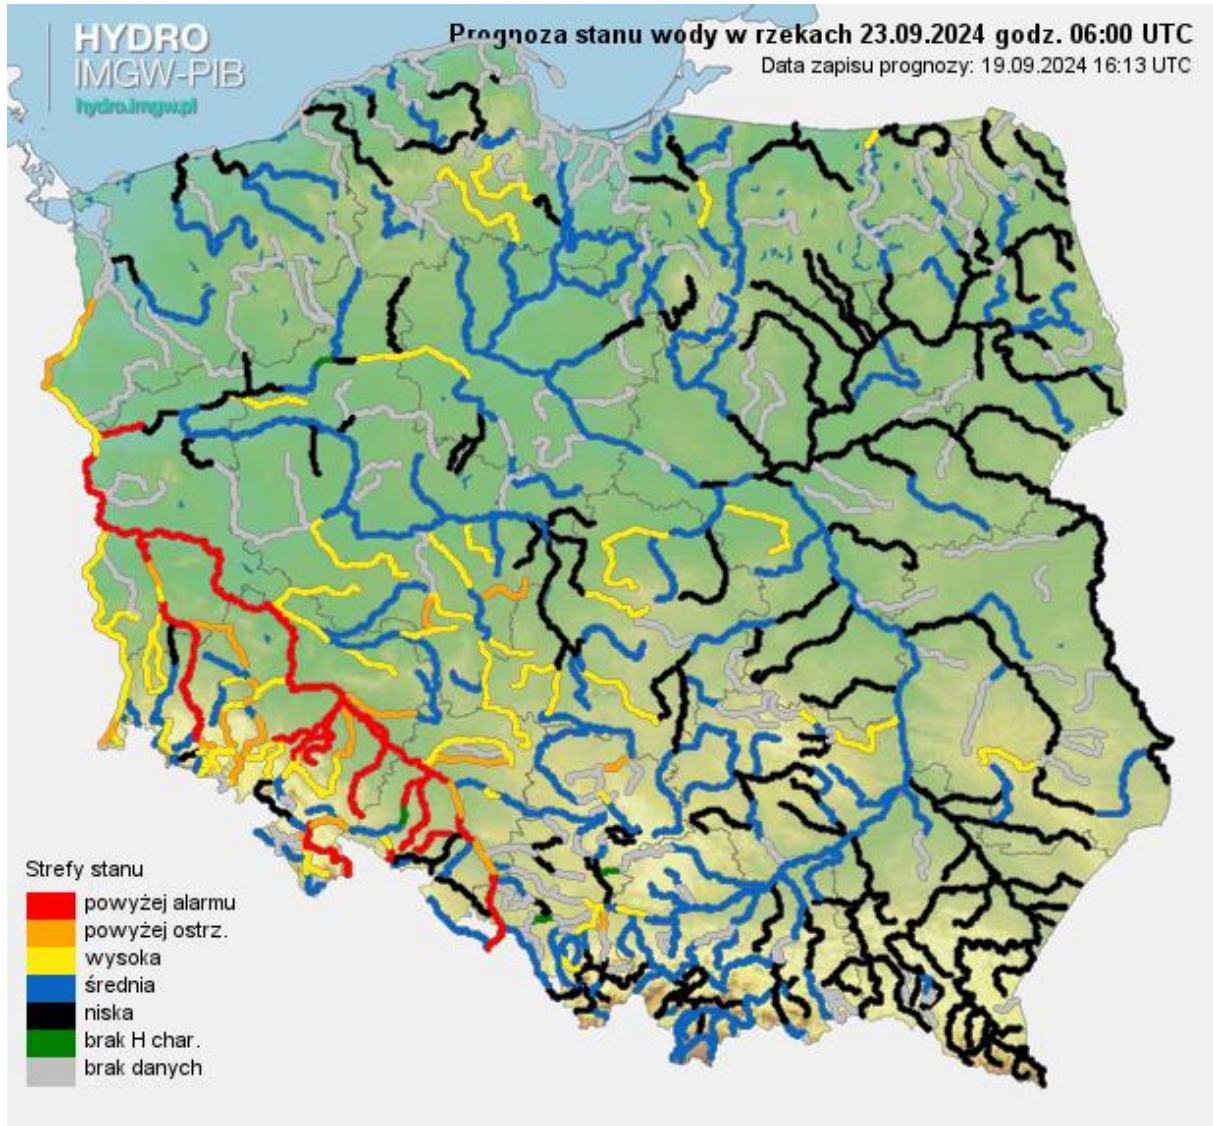 HYDRO
IMGW-PIB
hydro.imgw.pl
Prognoza stanu wody w rzekach 23.09.2024 godz. 06:00 UTC
Data zapisu prognozy: 19.09.2024 16:13 UTC
Strefy stanu
powyżej alarmu
powyżej ostrz.
wysoka
średnia
niska
brak H char.
brak danych